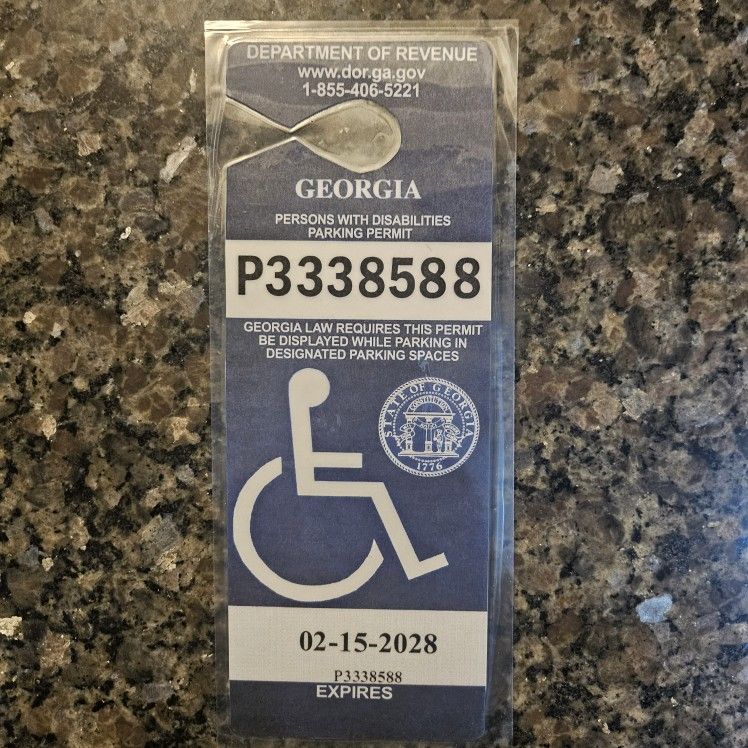 DEPARTMENT OF REVENUE
www.dor.ga.gov
1-855-406-5221
GEORGIA
PERSONS WITH DISABILITIES
PARKING PERMIT
P3338588
GEORGIA LAW REQUIRES THIS PERMIT
BE DISPLAYED WHILE PARKING IN
DESIGNATED PARKING SPACES
STATE OF GEORGIA
CONSTITUTION
1776
02-15-2028
P3338588
EXPIRES